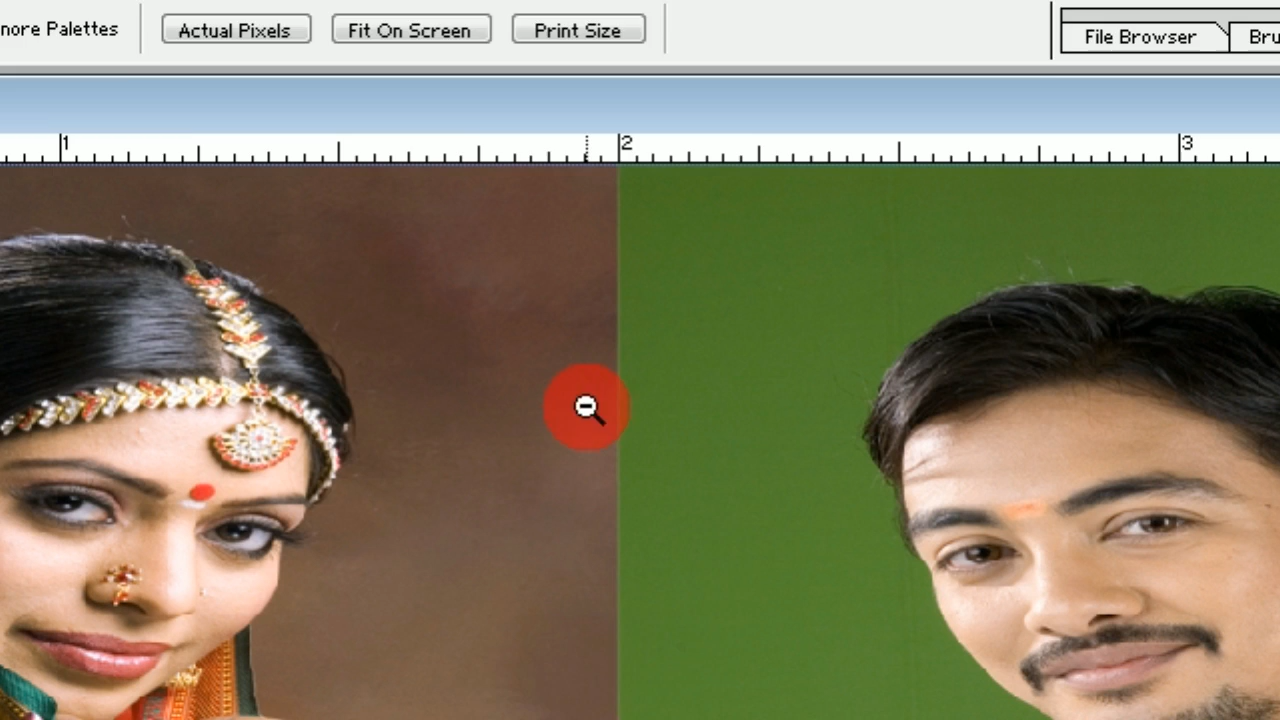 nore Palettes
Actual Pixels
Fit On Screen
Print Size
File Browser
Bru
1
2
3